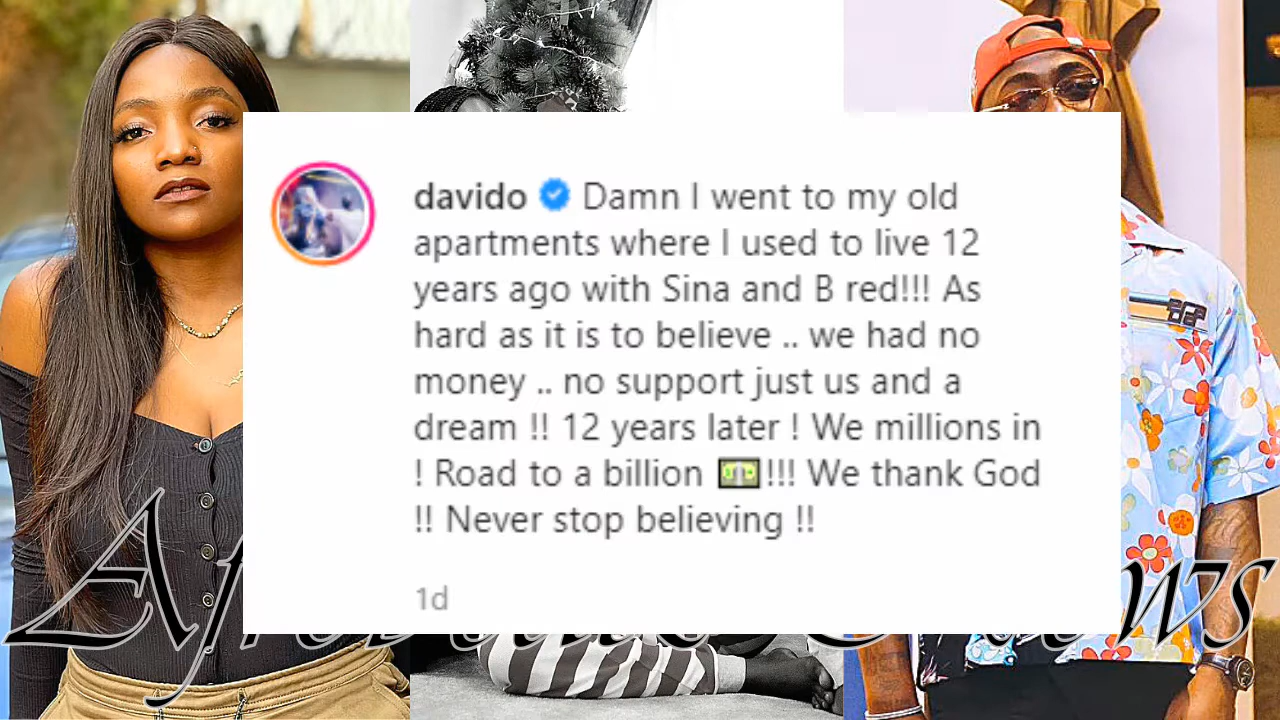 davido Damn I went to my old
apartments where I used to live 12
years ago with Sina and B red!!! As
hard as it is to believe .. we had no
money .. no support just us and a
dream !! 12 years later ! We millions in
! Road to a billion 💵!!! We thank God
!! Never stop believing !!
1d